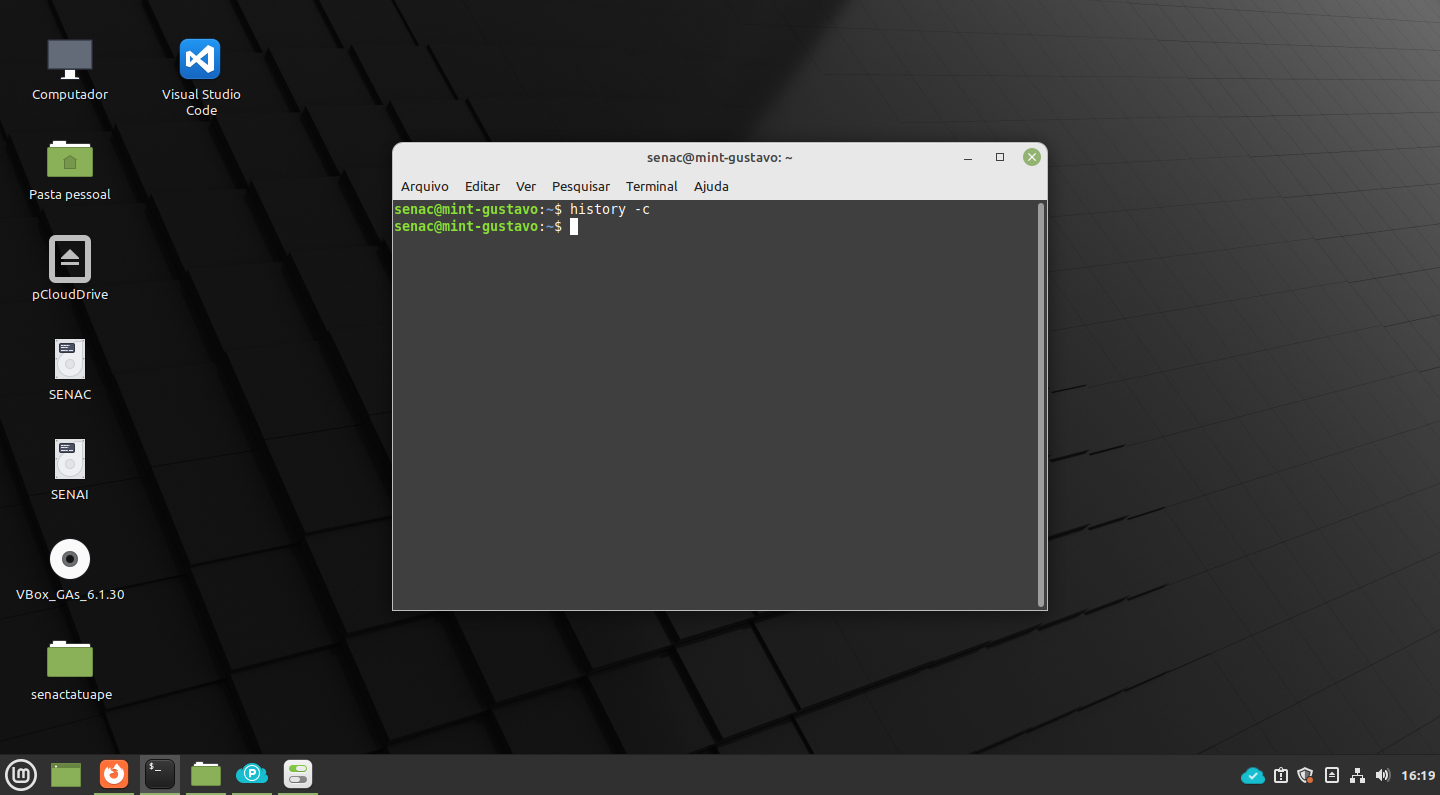 Computador
Visual Studio
Code
Pasta pessoal
pCloudDrive
SENAC
SENAI
VBox_GAs_6.1.30
senactatuape
senac@mint-gustavo: ~
Arquivo Editar Ver Pesquisar Terminal Ajuda
senac@mint-gustavo:~$ history -c
senac@mint-gustavo:~$
$_
16:19